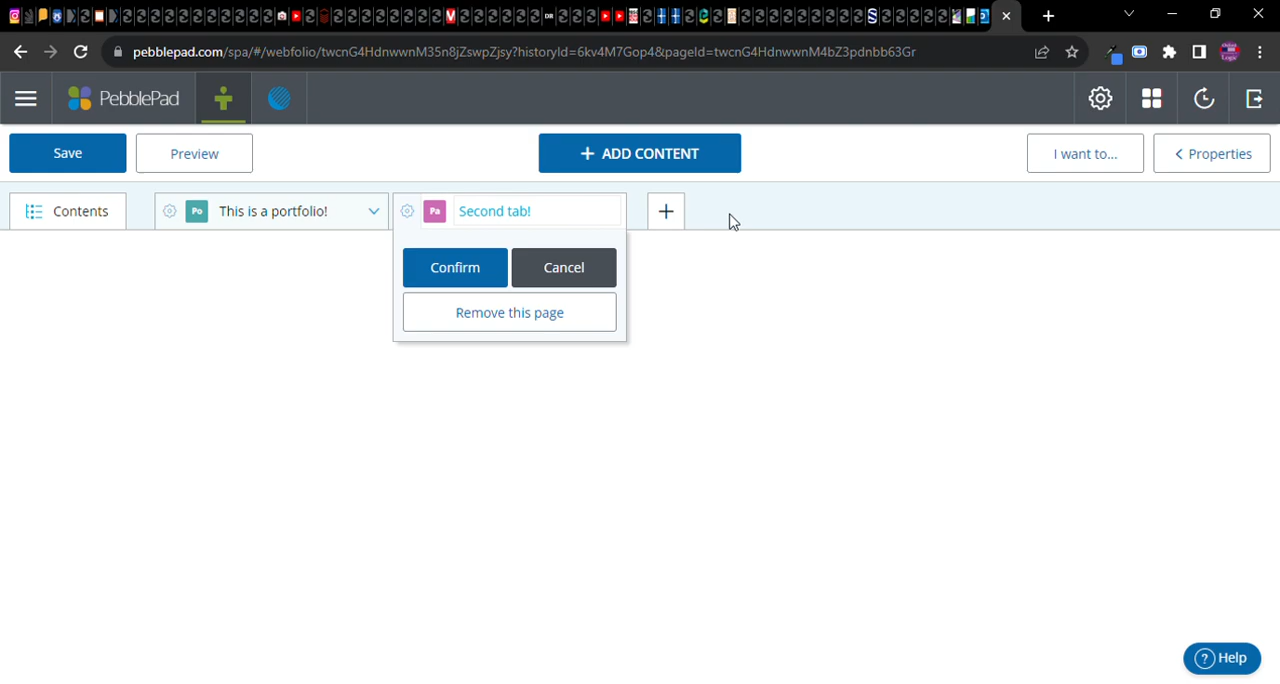 pebblepad.com/spa/#/webfolio/twcnG4HdnwwnM35n8jZswpZjsy?historyId=6kv4M7Gop4&pageId=twcnG4HdnwwnM4bZ3pdnbb63Gr
PebblePad
Save
Preview
+ ADD CONTENT
I want to...
< Properties
Contents
Po This is a portfolio!
Pa Second tab!
+
Confirm
Cancel
Remove this page
? Help